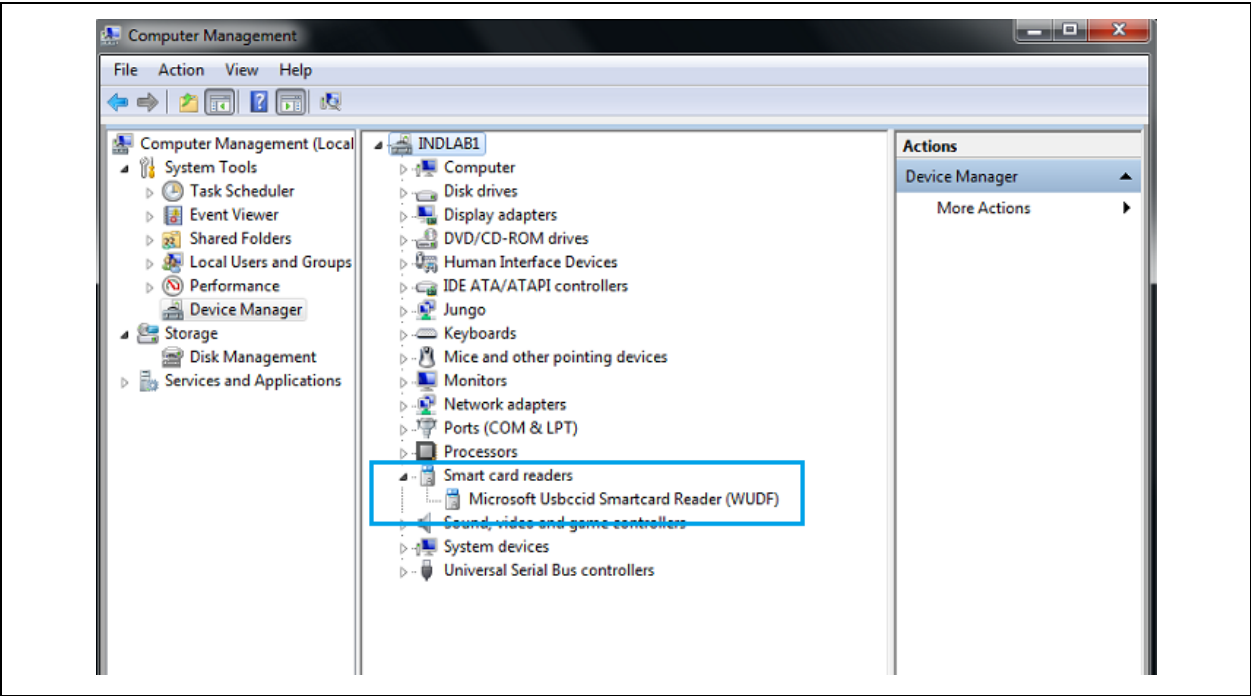 Computer Management
File Action View Help
Computer Management (Local
System Tools
Task Scheduler
Event Viewer
Shared Folders
Local Users and Groups
Performance
Device Manager
Storage
Disk Management
Services and Applications
INDLAB1
Computer
Disk drives
Display adapters
DVD/CD-ROM drives
Human Interface Devices
IDE ATA/ATAPI controllers
Jungo
Keyboards
Mice and other pointing devices
Monitors
Network adapters
Ports (COM & LPT)
Processors
Smart card readers
Microsoft Usbccid Smartcard Reader (WUDF)
Sound, video and game controllers
System devices
Universal Serial Bus controllers
Actions
Device Manager
More Actions